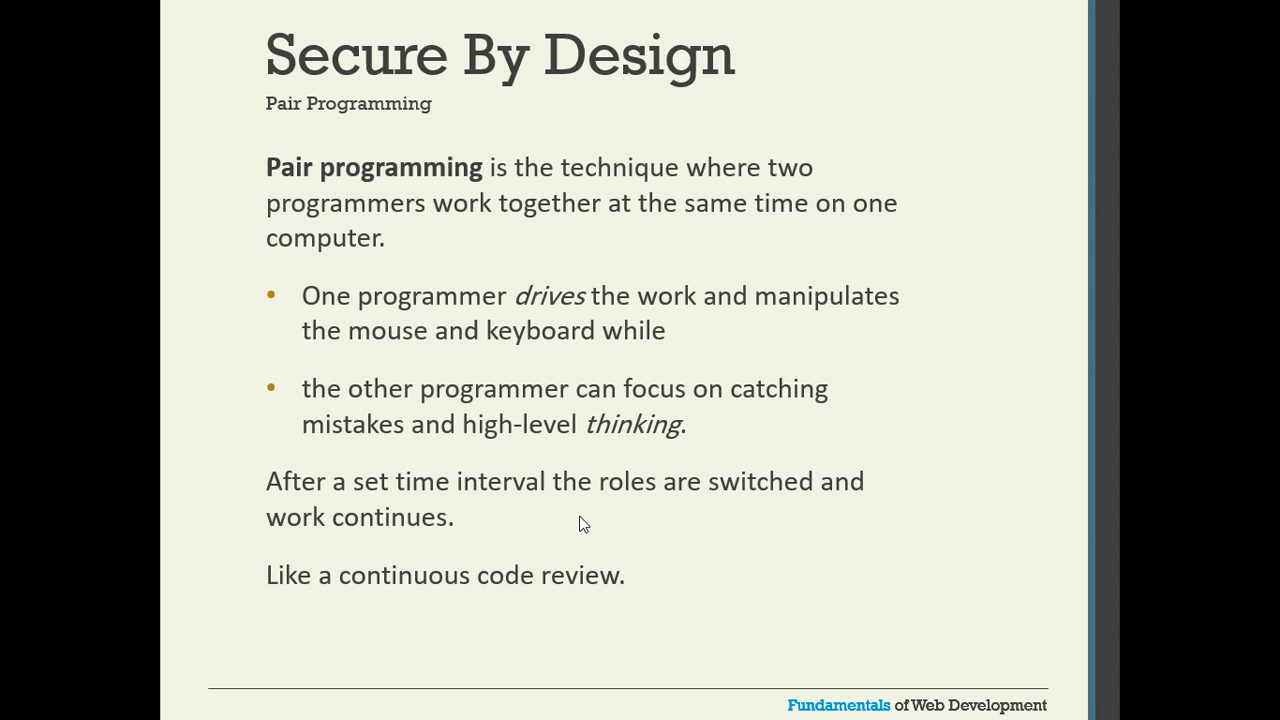 Secure By Design
Pair Programming
Pair programming is the technique where two
programmers work together at the same time on one
computer.
• One programmer drives the work and manipulates
the mouse and keyboard while
• the other programmer can focus on catching
mistakes and high-level thinking.
After a set time interval the roles are switched and
work continues.
Like a continuous code review.
Fundamentals of Web Development